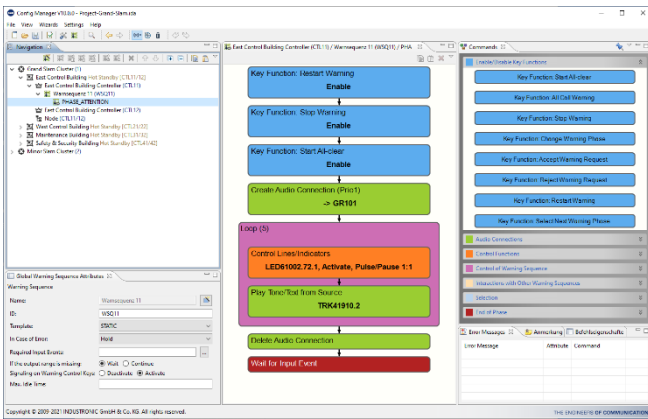 Config Manager V10.8.0 - Project-Grand-Slam.uda
File View Wizards Settings Help
Navigation
Grand Slam Cluster (1)
East Control Building Hot Standby [CTL11/12]
East Control Building Controller (CTL11)
Warnsequenz 11 (WSQ11)
PHASE_ATTENTION
East Control Building Controller (CTL12)
Node (CTL11/12)
West Control Building Hot Standby [CTL21/22]
Maintenance Building Hot Standby [CTL31/32]
Safety & Security Building Hot Standby [CTL41/42]
Minor Slam Cluster (2)
Global Warning Sequence Attributes
Warning Sequence
Name: Warnsequenz 11
ID: WSQ11
Template: STATIC
In Case of Error: Hold
Required Input Events:
If the output range is missing: Wait Continue
Signaling on Warning Control Keys: Deactivate Activate
Max. Idle Time:
East Control Building Controller (CTL11) / Warnsequenz 11 (WSQ11) / PHA
Key Function: Restart Warning
Enable
Key Function: Stop Warning
Enable
Key Function: Start All-clear
Enable
Create Audio Connection (Prio1)
-> GR101
Loop (5)
Control Lines/Indicators
LED61002.72.1, Activate, Pulse/Pause 1:1
Play Tone/Text from Source
TRK41910.2
Delete Audio Connection
Wait for Input Event
Commands
Enable/Disable Key Functions
Key Function: Start All-clear
Key Function: All Call Warning
Key Function: Stop Warning
Key Function: Change Warning Phase
Key Function: Accept Warning Request
Key Function: Reject Warning Request
Key Function: Restart Warning
Key Function: Select Next Warning Phase
Audio Connections
Control Functions
Control of Warning Sequence
Interactions with Other Warning Sequences
Selection
End of Phase
Error Messages Anmerkung Befehlseigenschafte
Error Message Attribute Command
Copyright © 2009-2021 INDUSTRONIC GmbH & Co. KG. All rights reserved.
THE ENGINEERS OF COMMUNICATION